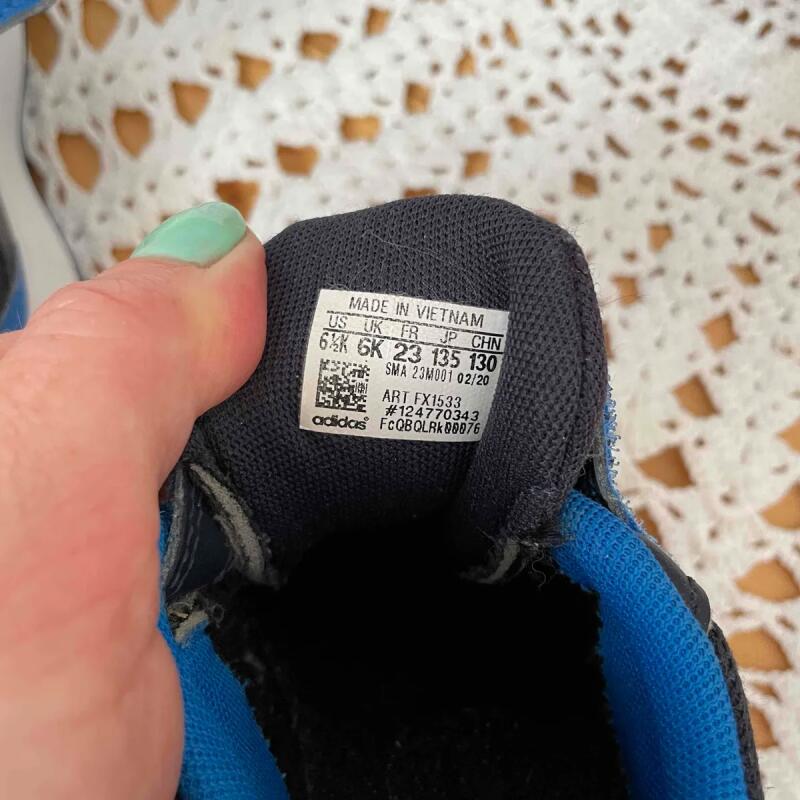 MADE IN VIETNAM
US UK FR JP CHN
6½K 6K 23 135 130
SMA 23M001 02/20
ART FX1533
#124770343
adidas FcQBQLRk00076